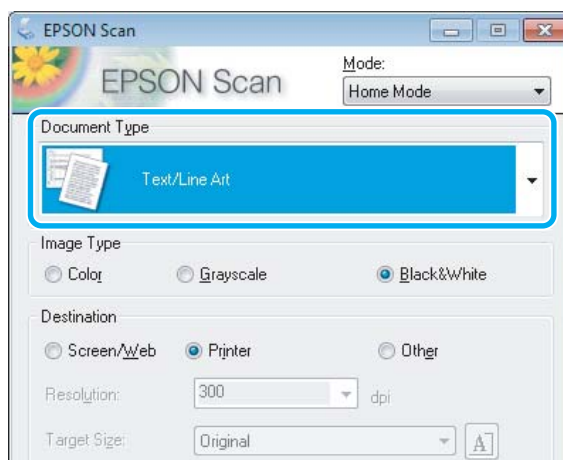 EPSON Scan
EPSON Scan
Mode:
Home Mode
Document Type
Text/Line Art
Image Type
Color
Grayscale
Black&White
Destination
Screen/Web
Printer
Other
Resolution:
300
dpi
Target Size:
Original
A